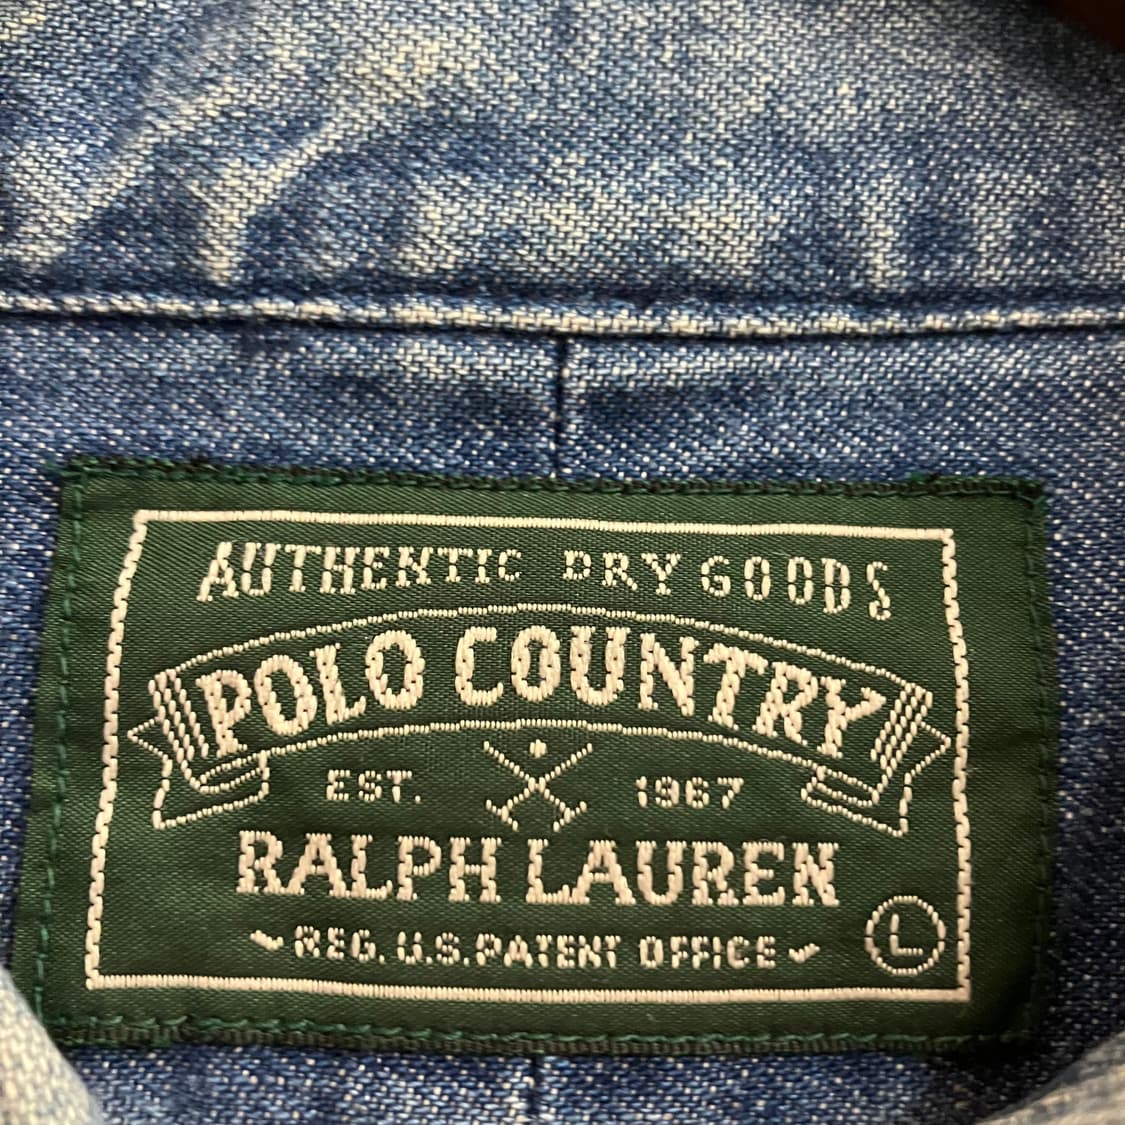 AUTHENTIC DRY GOODS
POLO COUNTRY
EST. 1967
RALPH LAUREN
REG. U.S. PATENT OFFICE
L